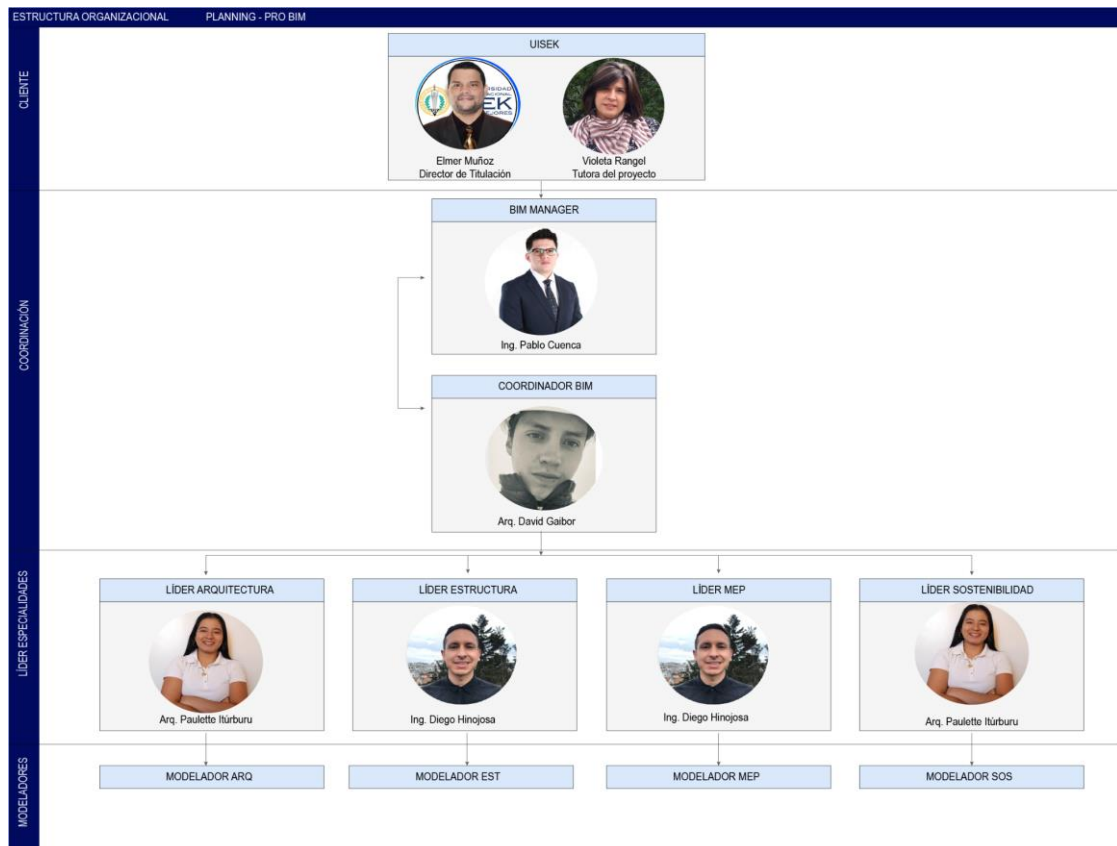 ESTRUCTURA ORGANIZACIONAL PLANNING - PRO BIM
CLIENTE
UISEK
Elmer Muñoz
Director de Titulación
Violeta Rangel
Tutora del proyecto
COORDINACIÓN
BIM MANAGER
Ing. Pablo Cuenca
COORDINADOR BIM
Arq. David Gaibor
LÍDER ESPECIALIDADES
LÍDER ARQUITECTURA
Arq. Paulette Itúrburu
LÍDER ESTRUCTURA
Ing. Diego Hinojosa
LÍDER MEP
Ing. Diego Hinojosa
LÍDER SOSTENIBILIDAD
Arq. Paulette Itúrburu
MODELADORES
MODELADOR ARQ
MODELADOR EST
MODELADOR MEP
MODELADOR SOS